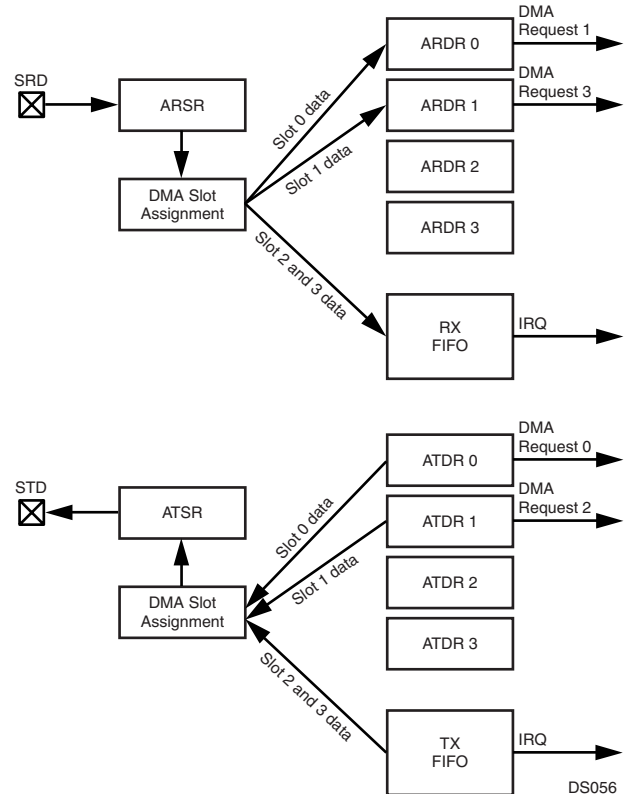 SRD
ARSR
DMA Slot
Assignment
Slot 0 data
Slot 1 data
Slot 2 and 3 data
ARDR 0
DMA
Request 1
ARDR 1
DMA
Request 3
ARDR 2
ARDR 3
RX
FIFO
IRQ
STD
ATSR
DMA Slot
Assignment
Slot 0 data
Slot 1 data
Slot 2 and 3 data
ATDR 0
DMA
Request 0
ATDR 1
DMA
Request 2
ATDR 2
ATDR 3
TX
FIFO
IRQ
DS056